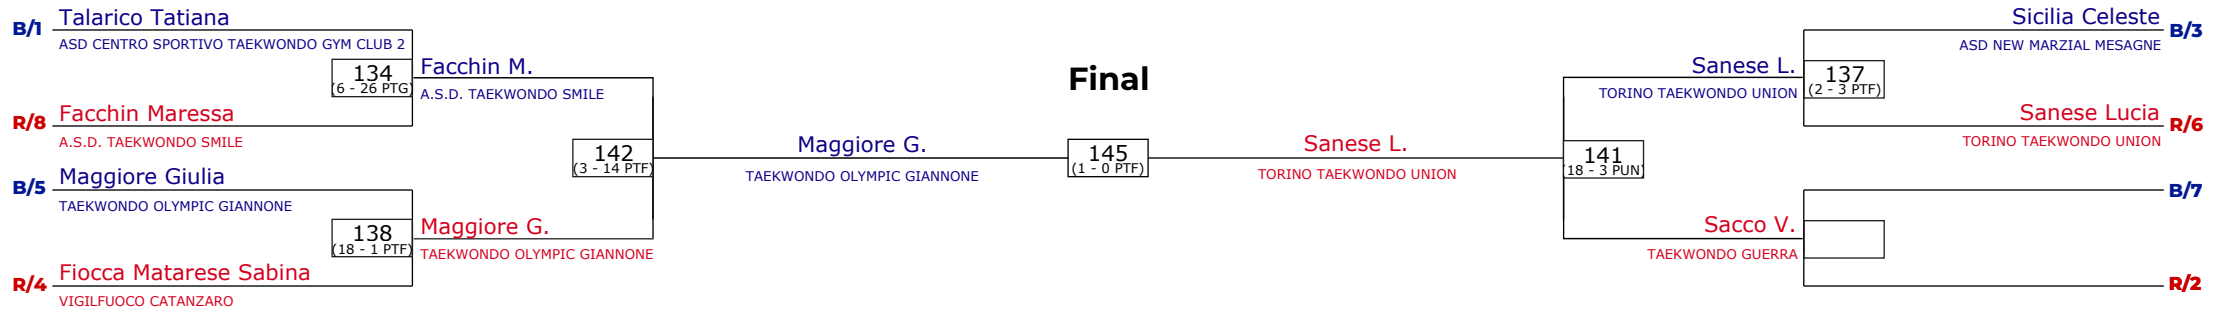 B/1
Talarico Tatiana
ASD CENTRO SPORTIVO TAEKWONDO GYM CLUB 2
134
(6 - 26 PTG)
R/8
Facchin Maressa
A.S.D. TAEKWONDO SMILE
Facchin M.
A.S.D. TAEKWONDO SMILE
142
(3 - 14 PTF)
B/5
Maggiore Giulia
TAEKWONDO OLYMPIC GIANNONE
138
(18 - 1 PTF)
R/4
Fiocca Matarese Sabina
VIGILFUOCO CATANZARO
Maggiore G.
TAEKWONDO OLYMPIC GIANNONE
Final
Maggiore G.
TAEKWONDO OLYMPIC GIANNONE
145
(1 - 0 PTF)
Sanese L.
TORINO TAEKWONDO UNION
141
(18 - 3 PUN)
Sanese L.
TORINO TAEKWONDO UNION
Sacco V.
TAEKWONDO GUERRA
137
(2 - 3 PTF)
Sicilia Celeste
ASD NEW MARZIAL MESAGNE
B/3
Sanese Lucia
TORINO TAEKWONDO UNION
R/6
B/7
R/2